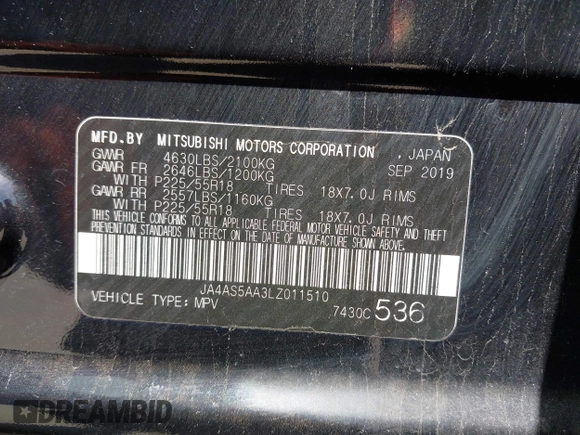 MFD.BY MITSUBISHI MOTORS CORPORATION , JAPAN
GVWR 4630LBS/2100KG SEP 2019
GAWR FR 2646LBS/1200KG
WITH P225/55R18 TIRES 18X7.0J RIMS
GAWR RR 2557LBS/1160KG
WITH P225/55R18 TIRES 18X7.0J RIMS
THIS VEHICLE CONFORMS TO ALL APPLICABLE FEDERAL MOTOR VEHICLE SAFETY AND THEFT
PREVENTION STANDARDS IN EFFECT ON THE DATE OF MANUFACTURE SHOWN ABOVE.
JA4AS5AA3LZ011510
VEHICLE TYPE: MPV 7430C 536
DREAMBID